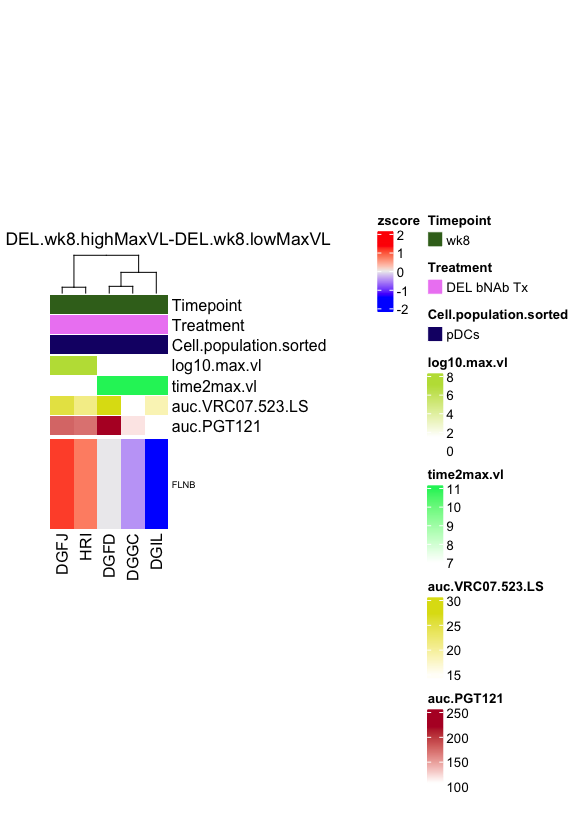 DEL.wk8.highMaxVL-DEL.wk8.lowMaxVL
Timepoint
Treatment
Cell.population.sorted
log10.max.vl
time2max.vl
auc.VRC07.523.LS
auc.PGT121
FLNB
DGFJ
HRI
DGFD
DGGC
DGIL
zscore
2
1
0
-1
-2
Timepoint
wk8
Treatment
DEL bNAb Tx
Cell.population.sorted
pDCs
log10.max.vl
8
6
4
2
0
time2max.vl
11
10
9
8
7
auc.VRC07.523.LS
30
25
20
15
auc.PGT121
250
200
150
100